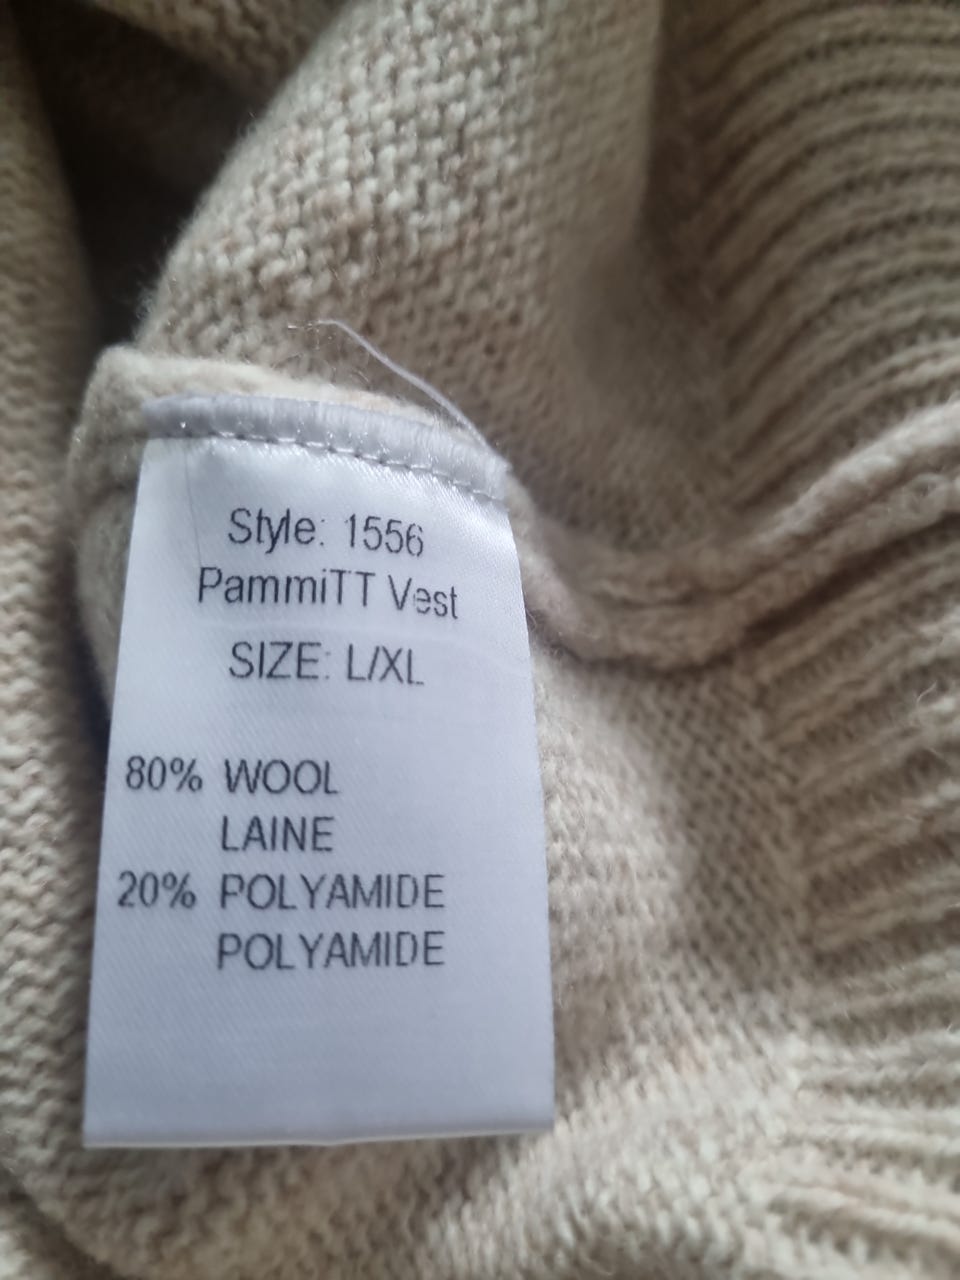 Style: 1556
PammiTT Vest
SIZE: L/XL
80% WOOL
LAINE
20% POLYAMIDE
POLYAMIDE